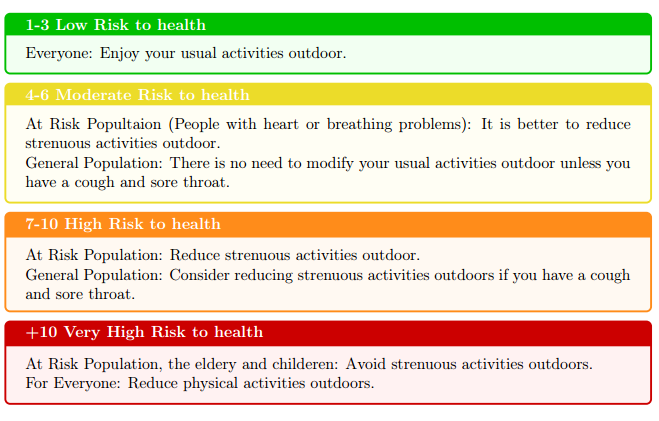 1-3 Low Risk to health
Everyone: Enjoy your usual activities outdoor.
4-6 Moderate Risk to health
At Risk Popultaion (People with heart or breathing problems): It is better to reduce
strenuous activities outdoor.
General Population: There is no need to modify your usual activities outdoor unless you
have a cough and sore throat.
7-10 High Risk to health
At Risk Population: Reduce strenuous activities outdoor.
General Population: Consider reducing strenuous activities outdoors if you have a cough
and sore throat.
+10 Very High Risk to health
At Risk Population, the eldery and childeren: Avoid strenuous activities outdoors.
For Everyone: Reduce physical activities outdoors.